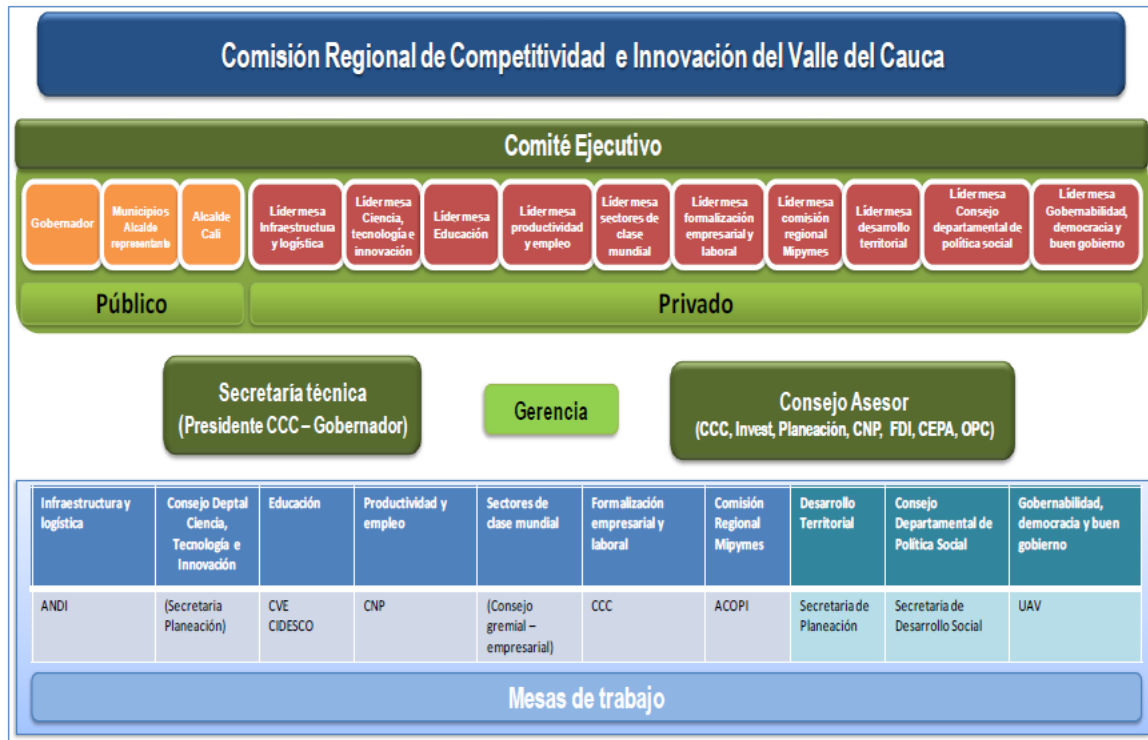 Comisión Regional de Competitividad e Innovación del Valle del Cauca
Comité Ejecutivo
Gobernador
Municipios
Alcalde
representante
Alcalde
Cali
Líder mesa
Infraestructura
y logística
Líder mesa
Ciencia,
tecnología e
innovación
Líder mesa
Educación
Líder mesa
productividad
y empleo
Líder mesa
sectores de
clase
mundial
Líder mesa
formalización
empresarial y
laboral
Líder mesa
comisión
regional
Mipymes
Líder mesa
desarrollo
territorial
Líder mesa
Consejo
departamental de
política social
Líder mesa
Gobernabilidad,
democracia y
buen gobierno
Público
Privado
Secretaría técnica
(Presidente CCC – Gobernador)
Gerencia
Consejo Asesor
(CCC, Invest, Planeación, CNP, FDI, CEPA, OPC)
Infraestructura y
logística
Consejo Deptal
Ciencia,
Tecnología e
Innovación
Educación
Productividad y
empleo
Sectores de
clase mundial
Formalización
empresarial y
laboral
Comisión
Regional
Mipymes
Desarrollo
Territorial
Consejo
Departamental de
Política Social
Gobernabilidad,
democracia y buen
gobierno
ANDI
(Secretaria
Planeación)
CVE
CIDESCO
CNP
(Consejo
gremial –
empresarial)
CCC
ACOPI
Secretaria de
Planeación
Secretaria de
Desarrollo Social
UAV
Mesas de trabajo